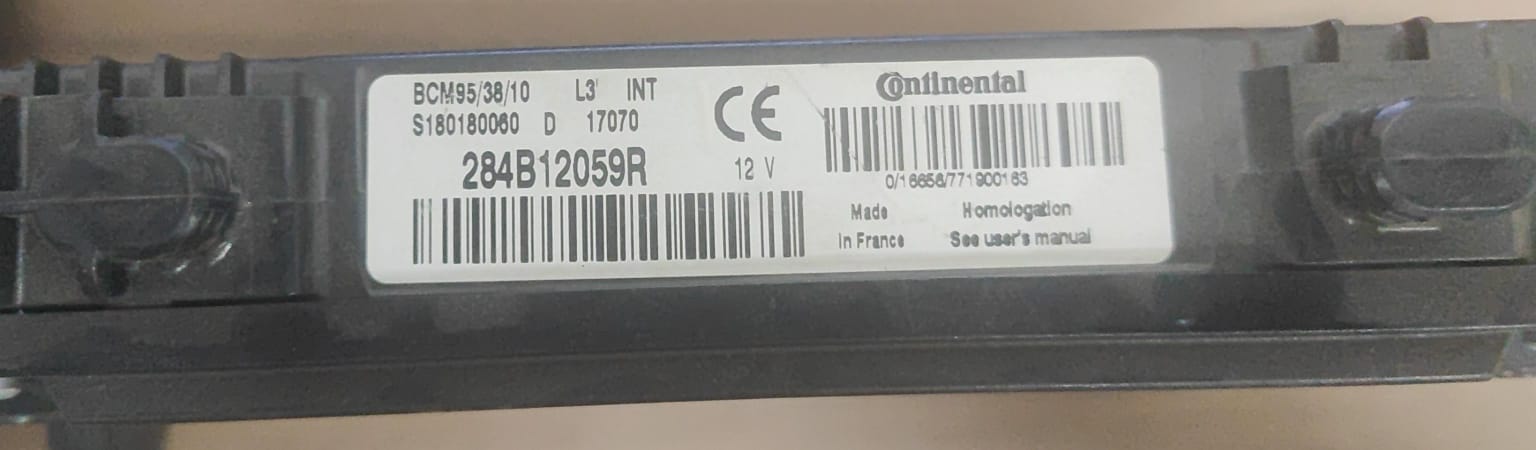 BCM95/38/10 L3 INT
S180180060 D 17070
284B12059R
CE
12 V
Continental
0/16656/771900163
Made
in France
Homologation
See user's manual